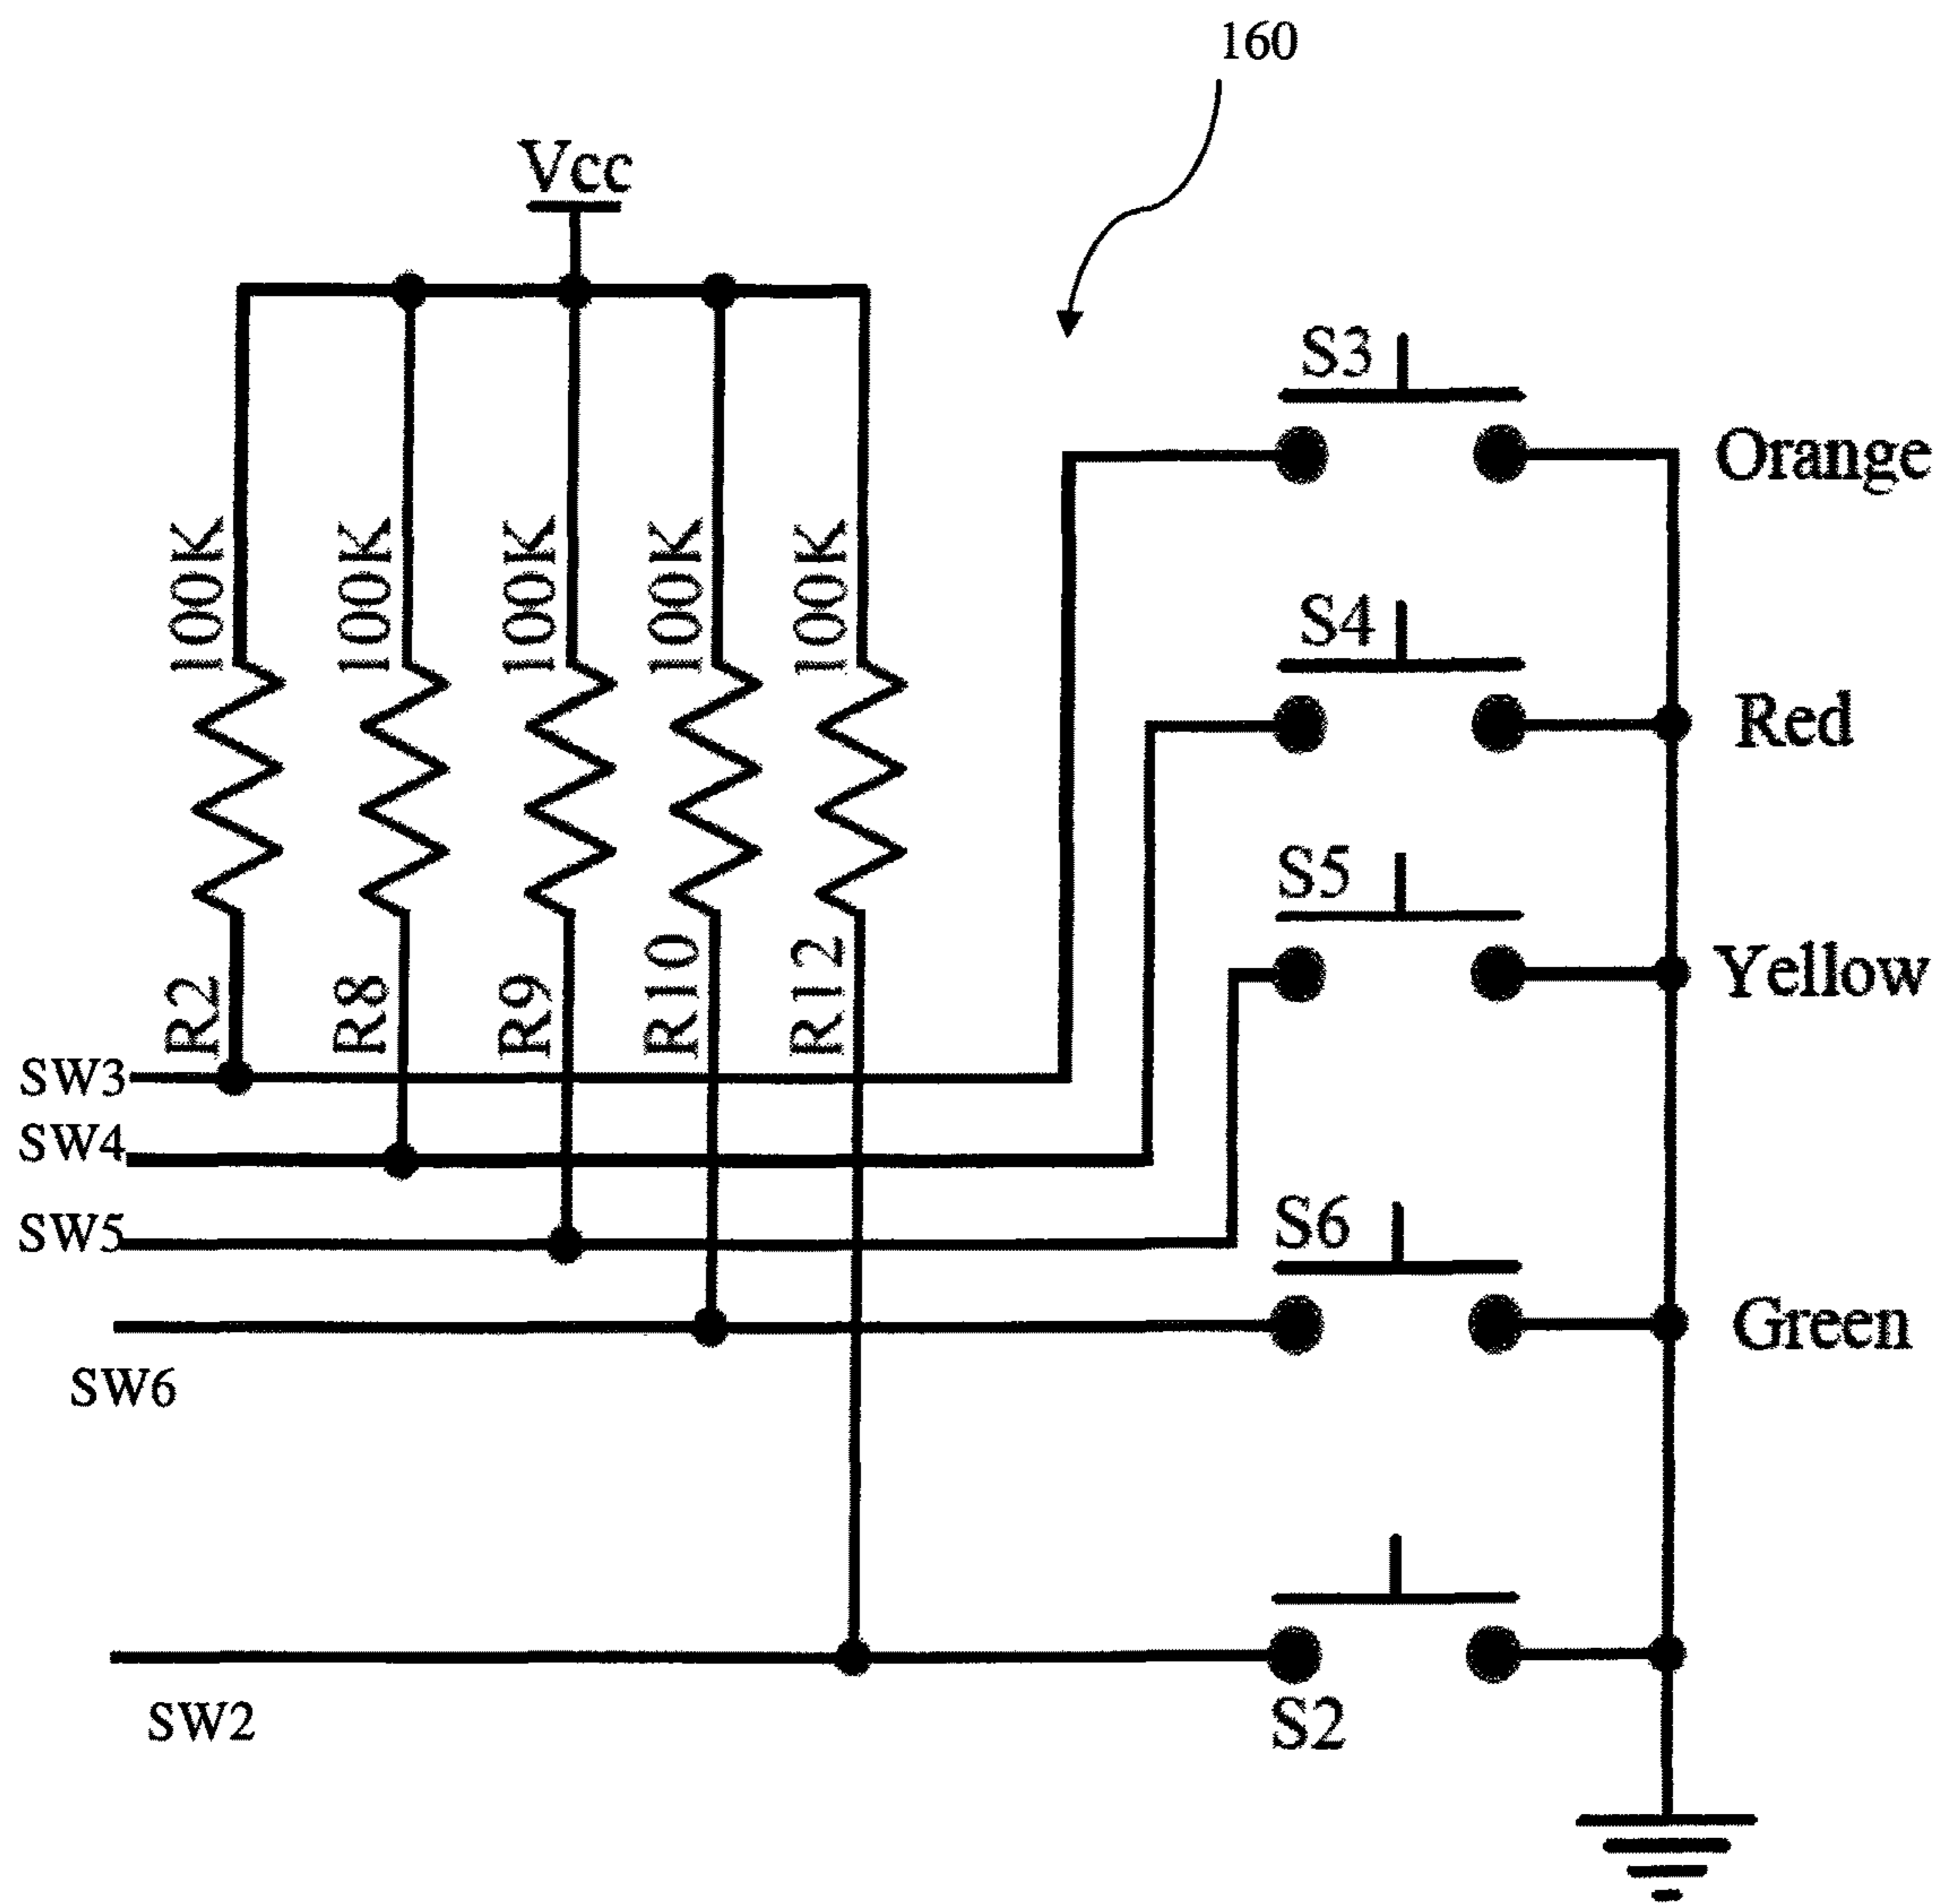 160
Vcc
S3
Orange
100K
100K
100K
100K
100K
S4
Red
S5
Yellow
R2
R8
R9
R10
R12
SW3
SW4
SW5
S6
Green
SW6
SW2
S2